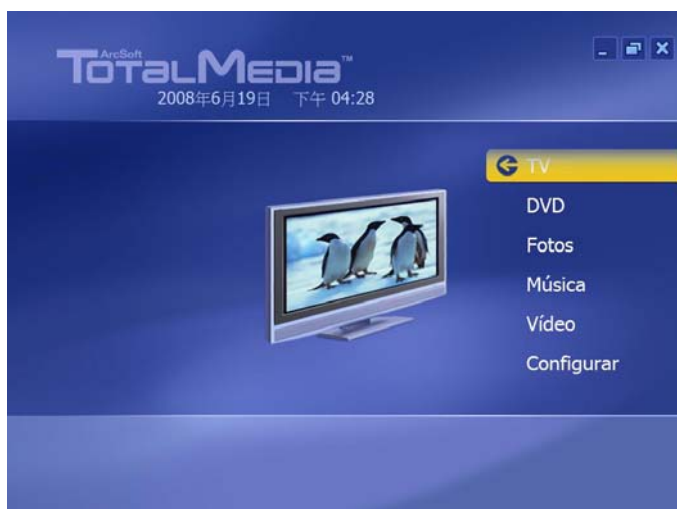 ArcSoft
TOTALMEDIA™
2008年6月19日 下午 04:28
TV
DVD
Fotos
Música
Vídeo
Configurar